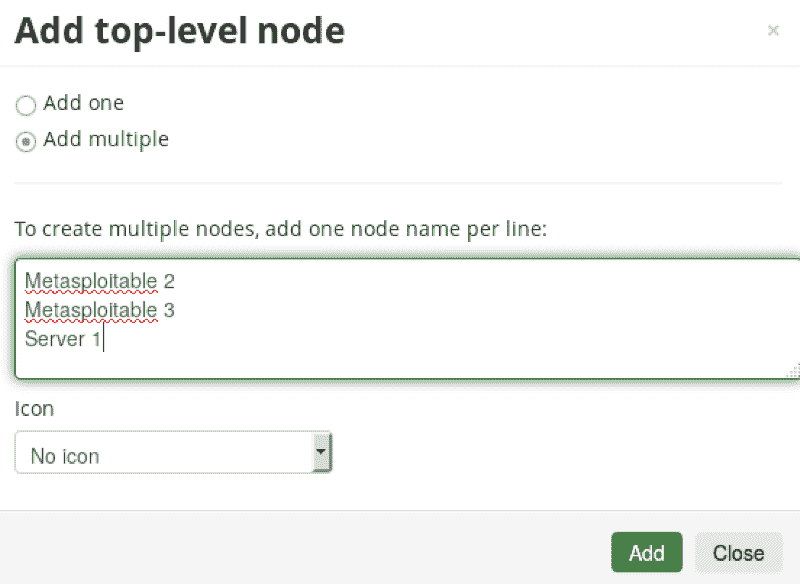 Add top-level node
×
Add one
Add multiple
To create multiple nodes, add one node name per line:
Metasploitable 2
Metasploitable 3
Server 1
Icon
No icon
Add
Close